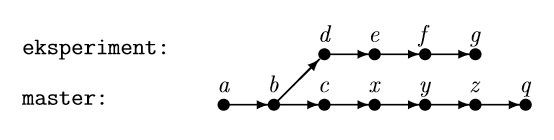 d e f g
eksperiment:
a b c x y z q
master: